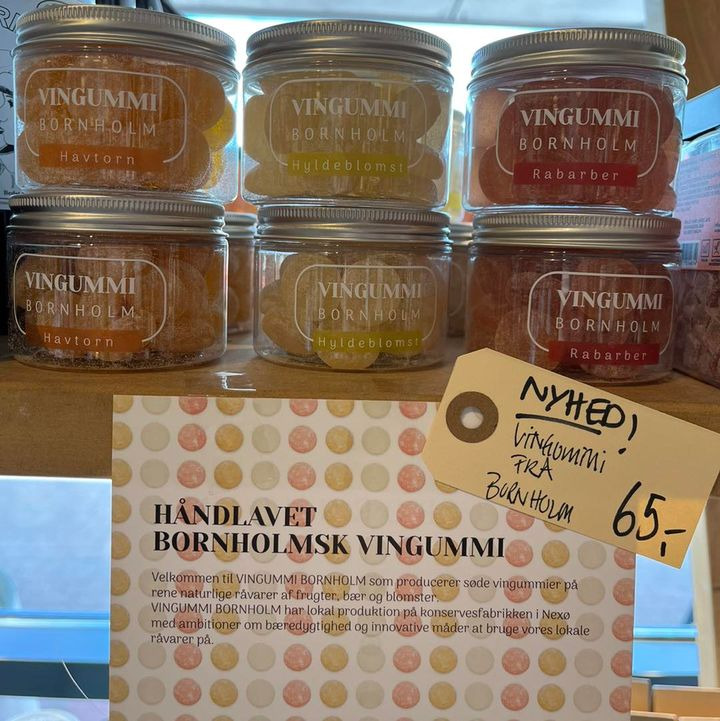 VINGUMMI
BORNHOLM
Havtorn
VINGUMMI
BORNHOLM
Hyldeblomst
VINGUMMI
BORNHOLM
Rabarber
VINGUMMI
BORNHOLM
Havtorn
VINGUMMI
BORNHOLM
Hyldeblomst
VINGUMMI
BORNHOLM
Rabarber
NYHED!
VINGUMMI
FRA
BORNHOLM
65,-
HÅNDLAVET
BORNHOLMSK VINGUMMI
Velkommen til VINGUMMI BORNHOLM som producerer søde vingummier på
rene naturlige råvarer af frugter, bær og blomster.
VINGUMMI BORNHOLM har lokal produktion på konservesfabrikken i Nexø
med ambitioner om bæredygtighed og innovative måder at bruge vores lokale
råvarer på.